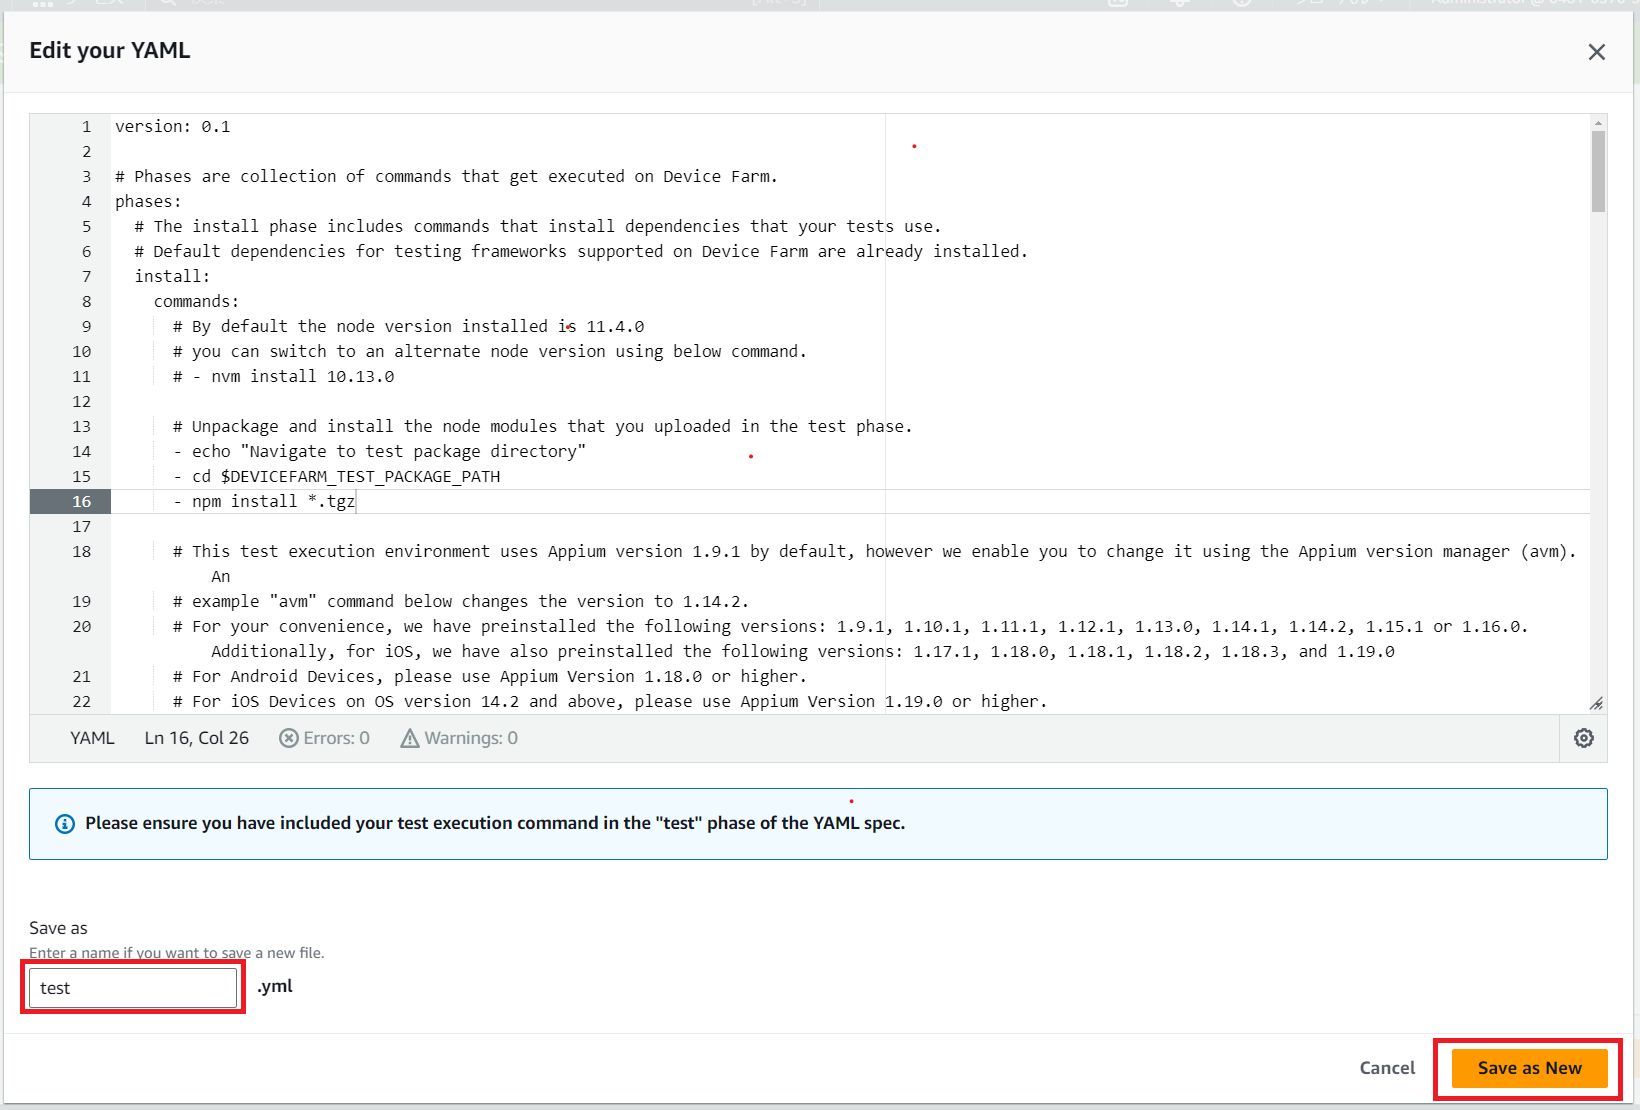 Edit your YAML
1 version: 0.1
2
3 # Phases are collection of commands that get executed on Device Farm.
4 phases:
5 # The install phase includes commands that install dependencies that your tests use.
6 # Default dependencies for testing frameworks supported on Device Farm are already installed.
7 install:
8 commands:
9 # By default the node version installed is 11.4.0
10 # you can switch to an alternate node version using below command.
11 # - nvm install 10.13.0
12
13 # Unpackage and install the node modules that you uploaded in the test phase.
14 - echo "Navigate to test package directory"
15 - cd $DEVICEFARM_TEST_PACKAGE_PATH
16 - npm install *.tgz
17
18 # This test execution environment uses Appium version 1.9.1 by default, however we enable you to change it using the Appium version manager (avm).
An
19 # example "avm" command below changes the version to 1.14.2.
20 # For your convenience, we have preinstalled the following versions: 1.9.1, 1.10.1, 1.11.1, 1.12.1, 1.13.0, 1.14.1, 1.14.2, 1.15.1 or 1.16.0.
Additionally, for iOS, we have also preinstalled the following versions: 1.17.1, 1.18.0, 1.18.1, 1.18.2, 1.18.3, and 1.19.0
21 # For Android Devices, please use Appium Version 1.18.0 or higher.
22 # For iOS Devices on OS version 14.2 and above, please use Appium Version 1.19.0 or higher.
YAML Ln 16, Col 26 Errors: 0 Warnings: 0
Please ensure you have included your test execution command in the "test" phase of the YAML spec.
Save as
Enter a name if you want to save a new file.
test .yml
Cancel Save as New